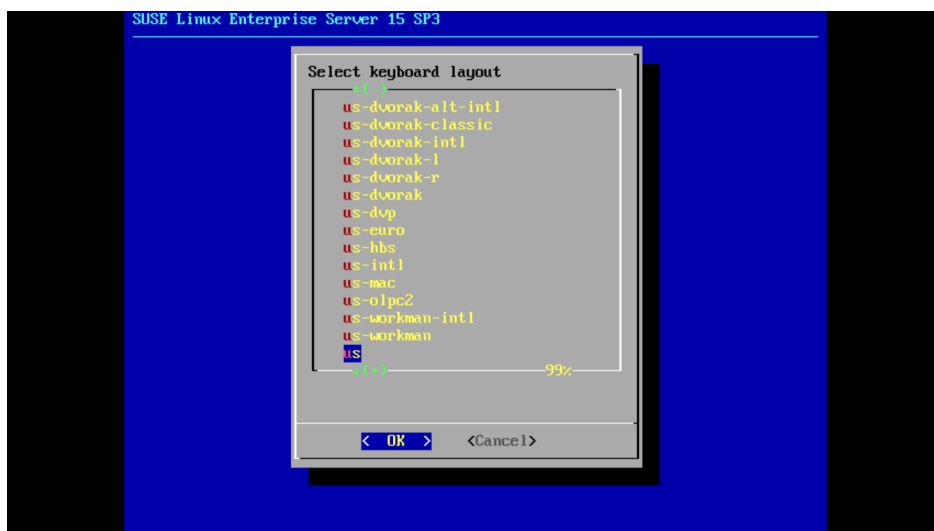 SUSE Linux Enterprise Server 15 SP3
Select keyboard layout
↑(-)
us-dvorak-alt-intl
us-dvorak-classic
us-dvorak-intl
us-dvorak-l
us-dvorak-r
us-dvorak
us-dvp
us-euro
us-hbs
us-intl
us-mac
us-olpc2
us-workman-intl
us-workman
us
↓(+) 99%
< OK > <Cancel>